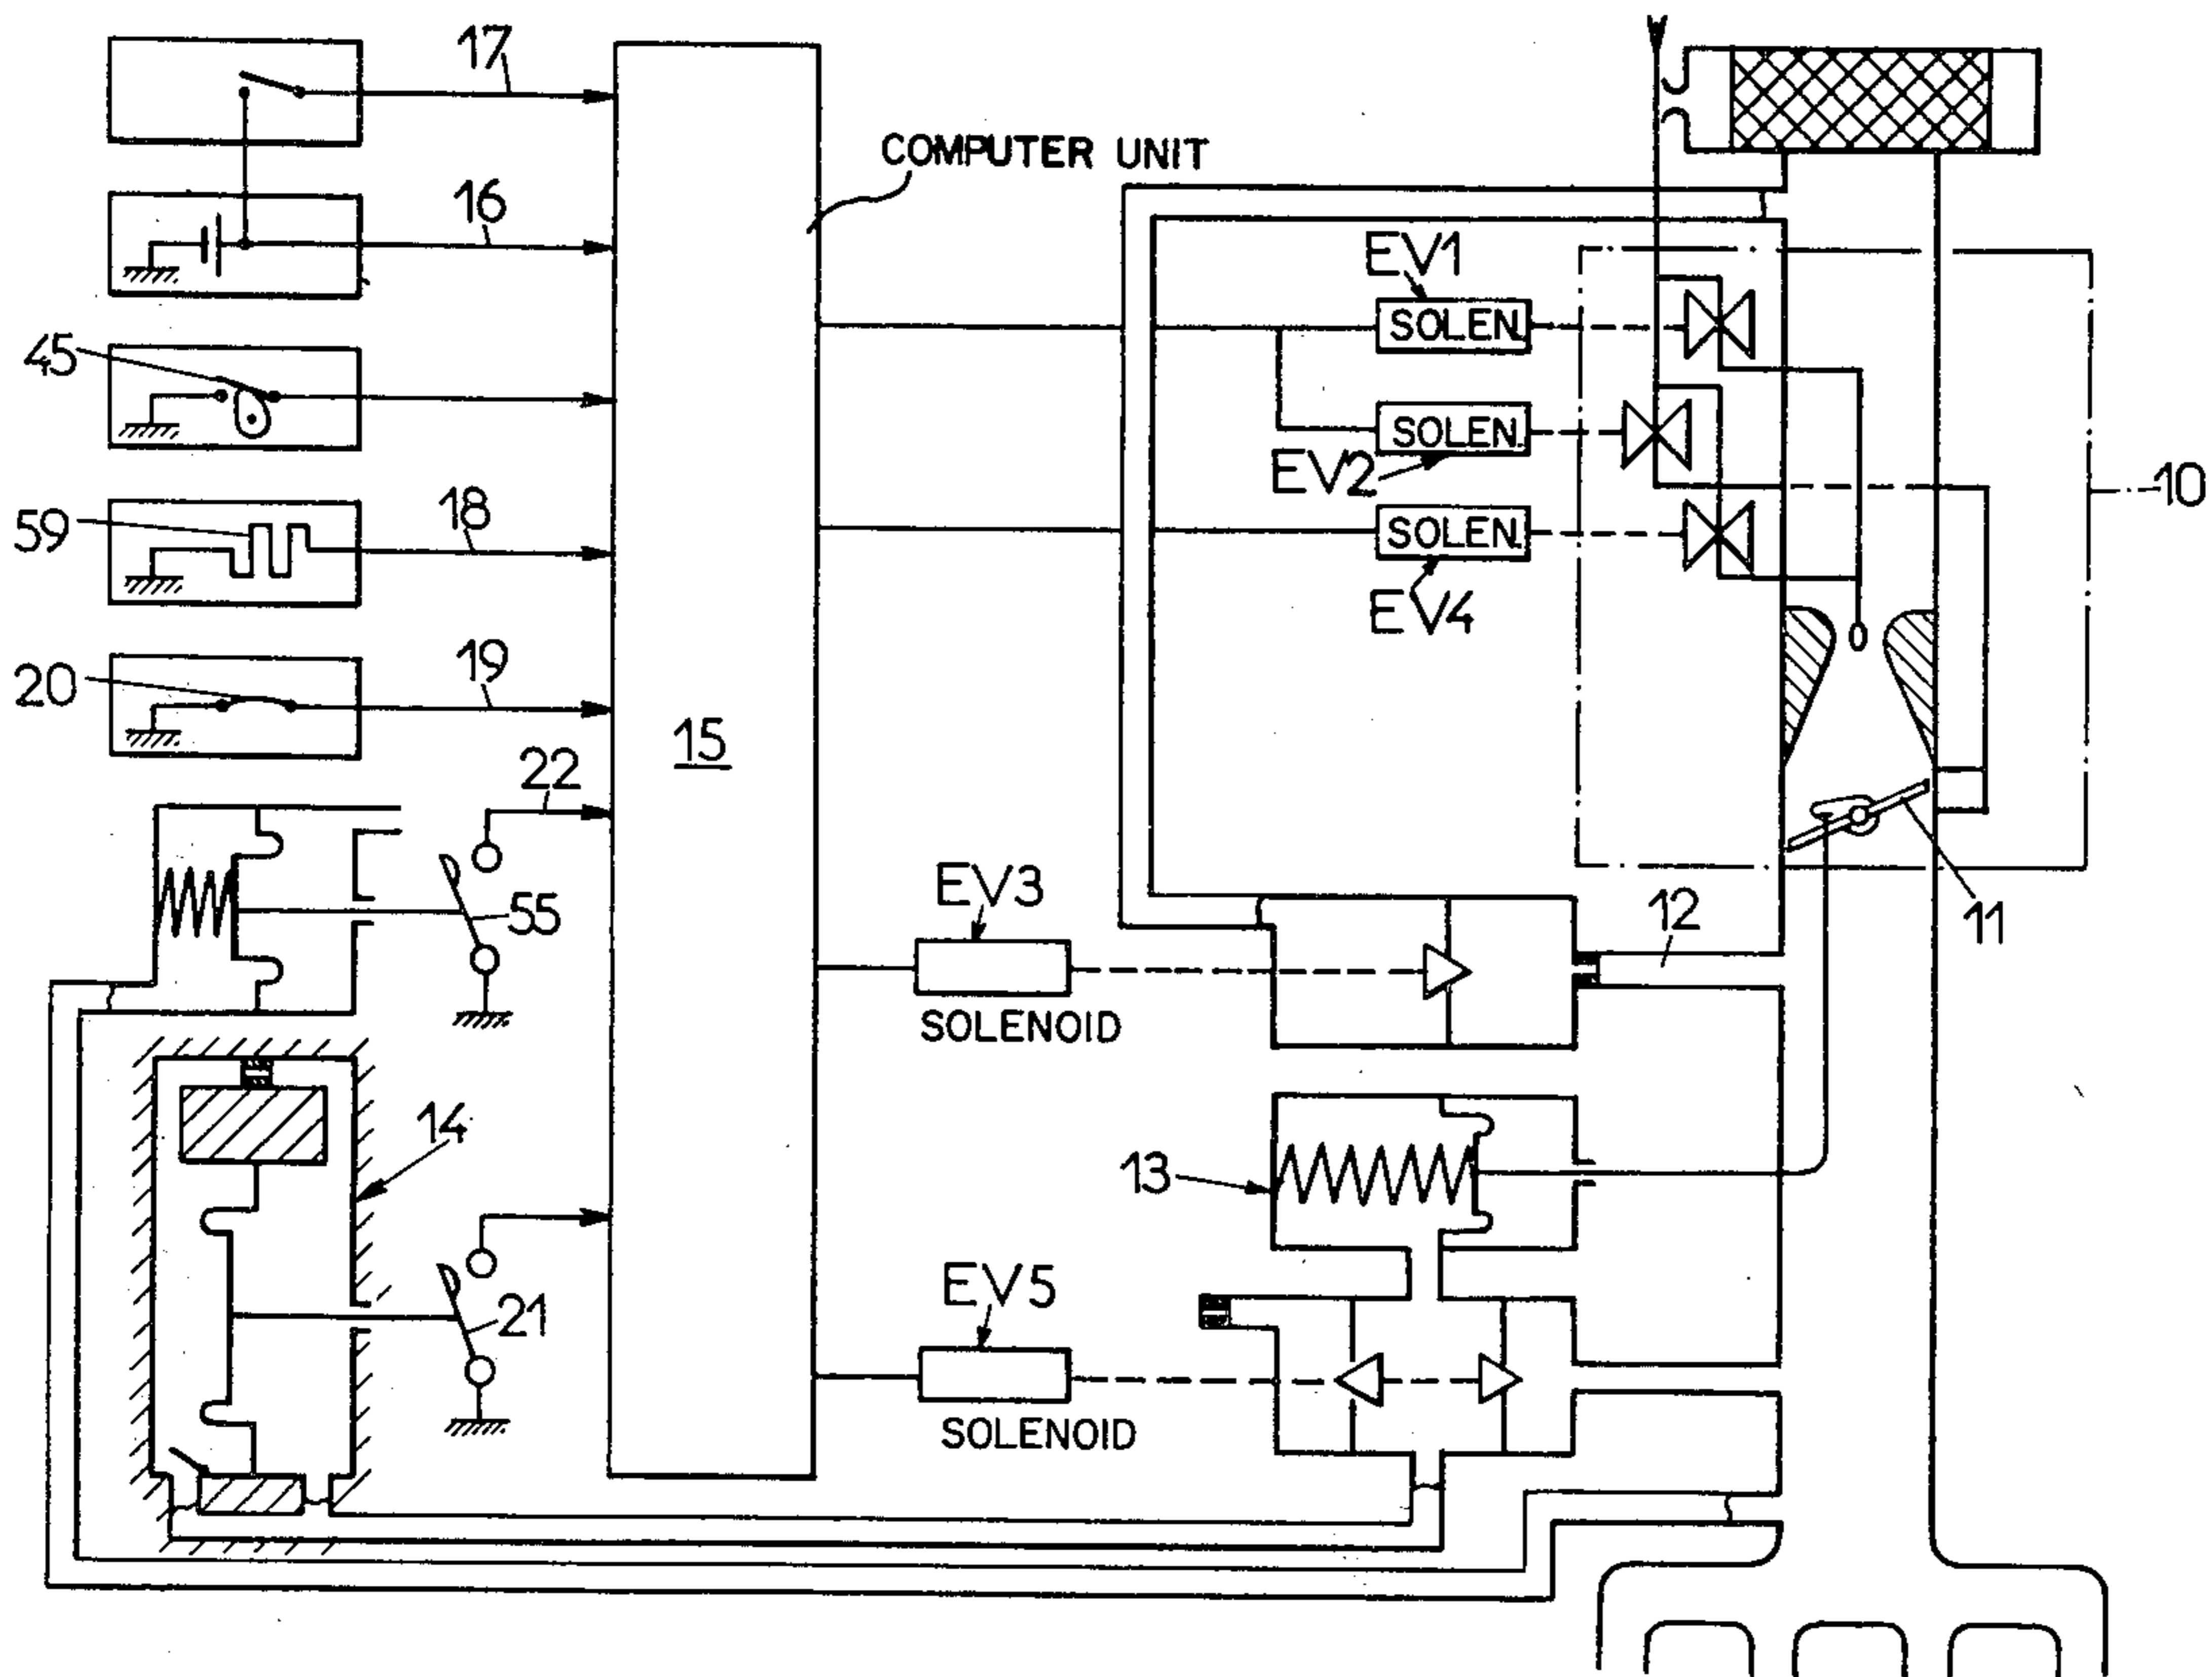 17
COMPUTER UNIT
16
EV1
SOLEN.
45
SOLEN.
EV2
10
18
59
SOLEN.
EV4
19
20
15
22
EV3
12
11
55
SOLENOID
14
13
EV5
21
SOLENOID